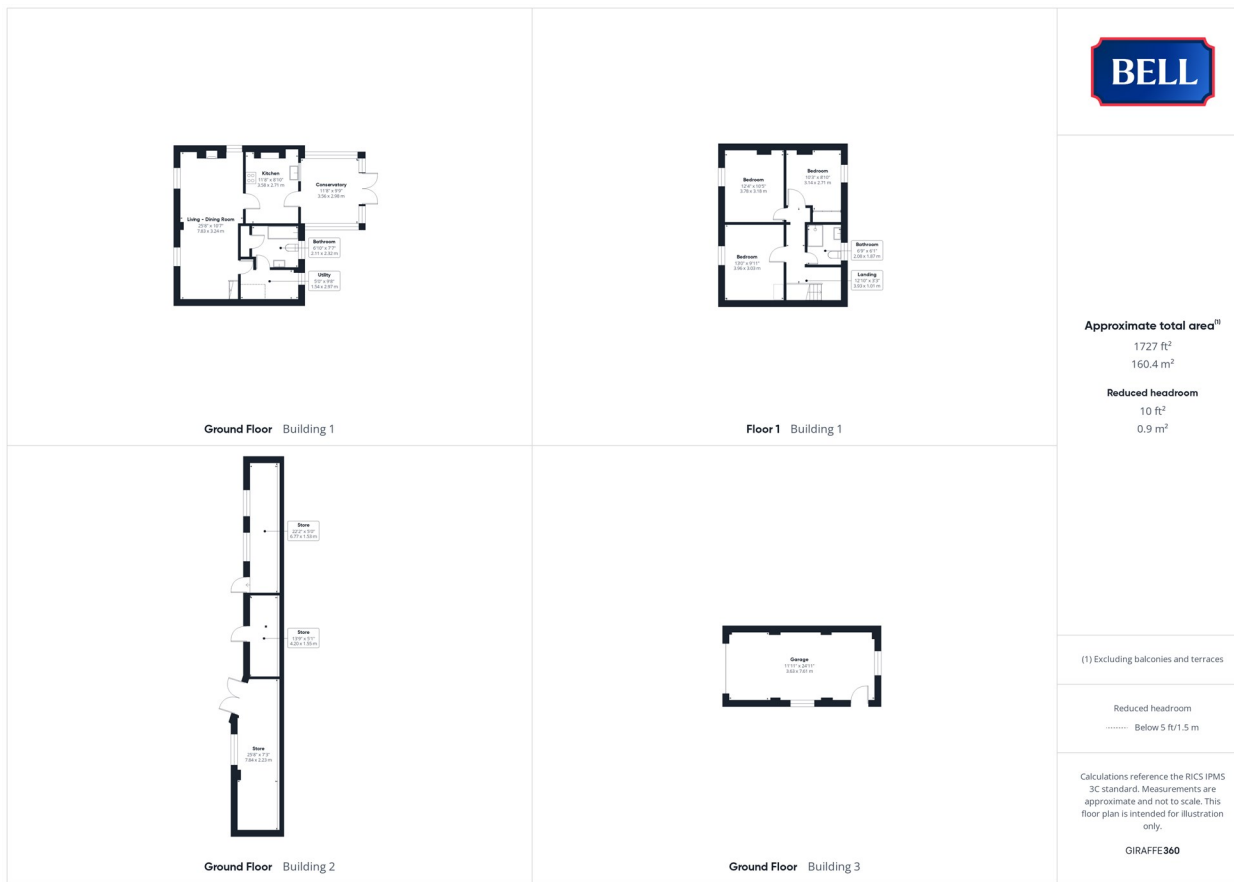 Kitchen
11'8" x 8'10"
3.58 x 2.71 m
Conservatory
11'8" x 9'9"
3.56 x 2.98 m
Living - Dining Room
25'8" x 10'7"
7.83 x 3.24 m
Bathroom
6'10" x 7'7"
2.11 x 2.32 m
Utility
5'0" x 9'8"
1.54 x 2.97 m
Ground Floor Building 1
Bedroom
12'4" x 10'5"
3.78 x 3.18 m
Bedroom
10'3" x 8'10"
3.14 x 2.71 m
Bedroom
13'0" x 9'11"
3.96 x 3.03 m
Bathroom
6'9" x 6'1"
2.08 x 1.87 m
Landing
12'10" x 3'3"
3.93 x 1.01 m
Floor 1 Building 1
Store
22'2" x 5'0"
6.77 x 1.53 m
Store
13'9" x 5'1"
4.20 x 1.55 m
Store
25'8" x 7'3"
7.84 x 2.23 m
Ground Floor Building 2
Garage
11'11" x 24'11"
3.63 x 7.61 m
Ground Floor Building 3
BELL
Approximate total area(1)
1727 ft²
160.4 m²
Reduced headroom
10 ft²
0.9 m²
(1) Excluding balconies and terraces
Reduced headroom
Below 5 ft/1.5 m
Calculations reference the RICS IPMS
3C standard. Measurements are
approximate and not to scale. This
floor plan is intended for illustration
only.
GIRAFFE360